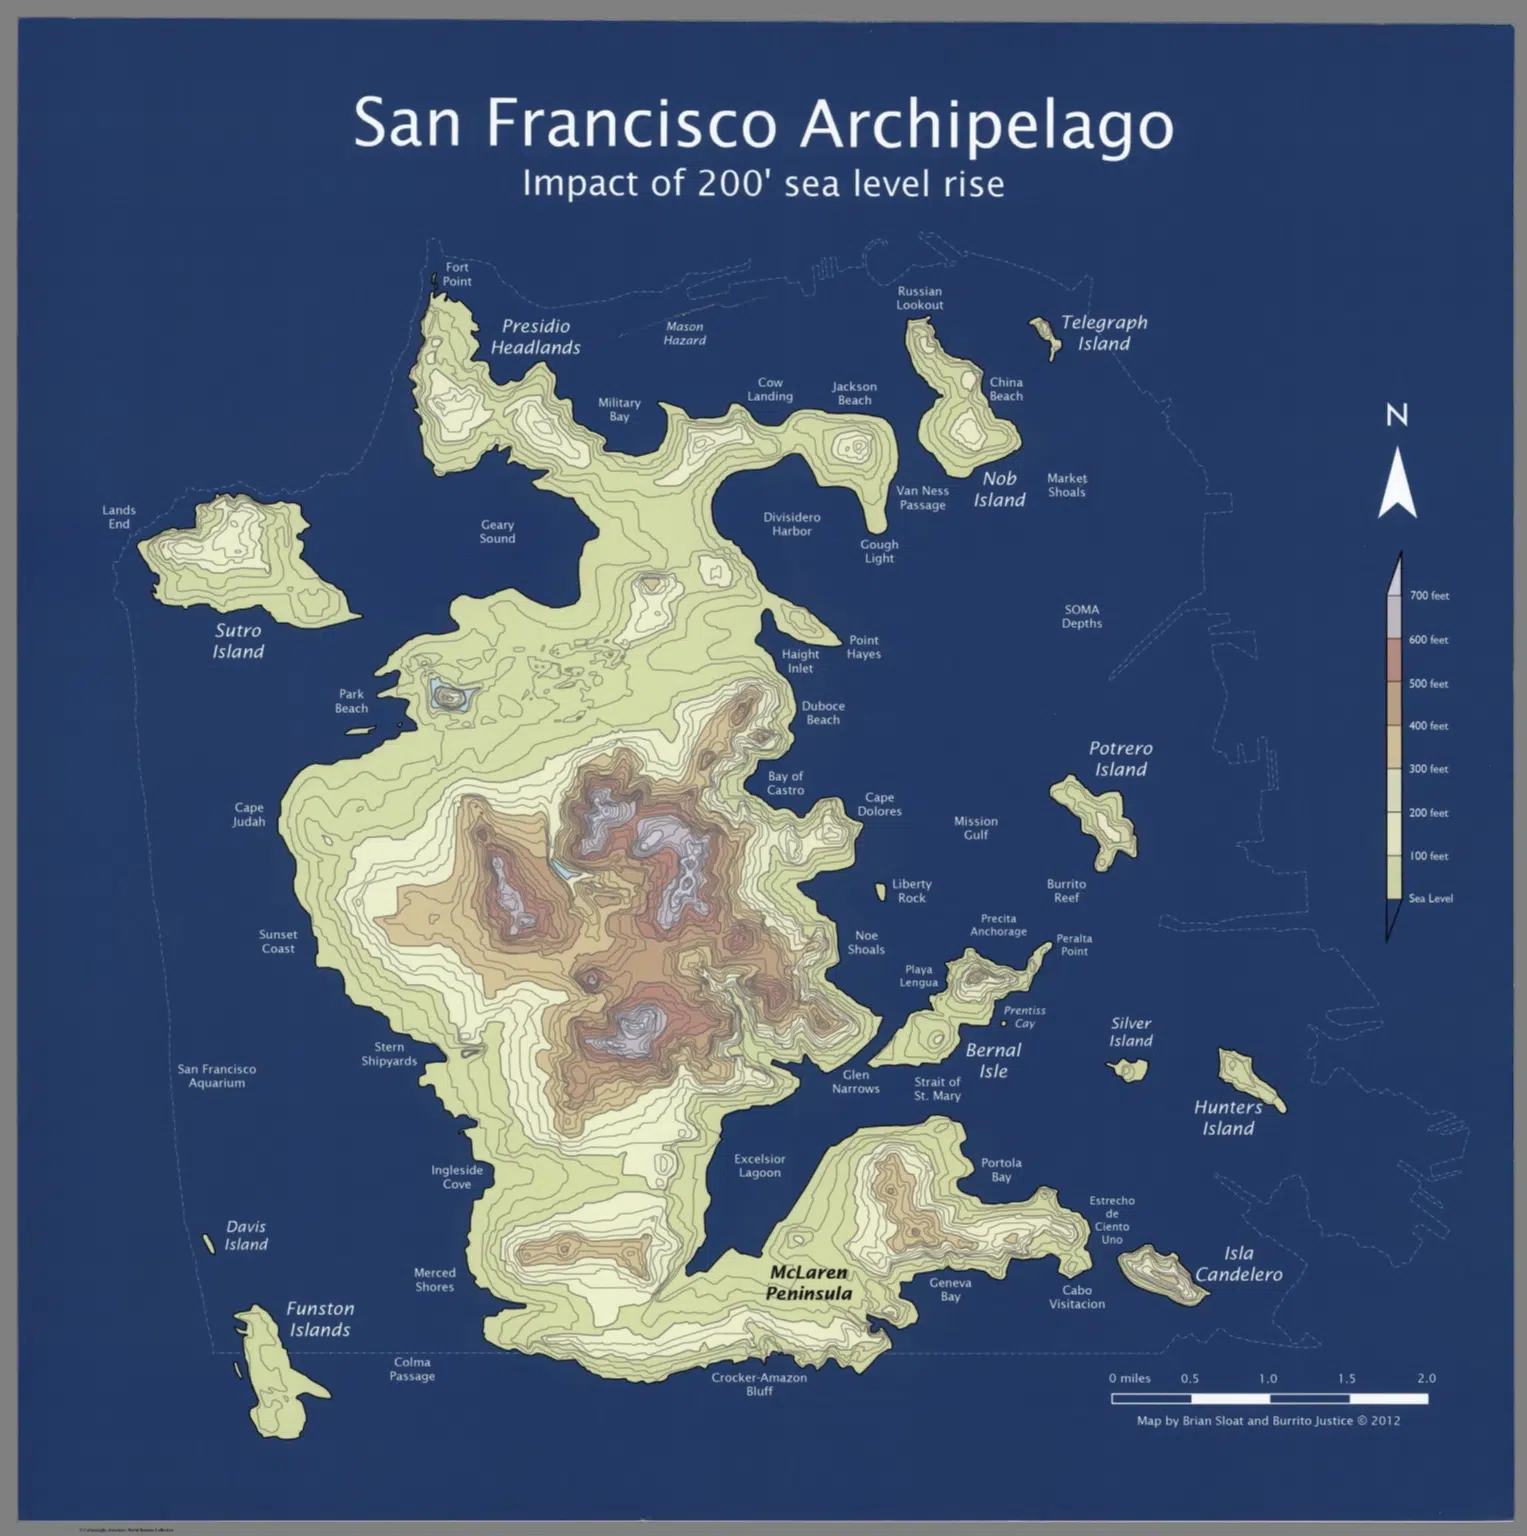 San Francisco Archipelago
Impact of 200' sea level rise
Fort
Point
Presidio
Headlands
Mason
Hazard
Russian
Lookout
Telegraph
Island
Military
Bay
Cow
Landing
Jackson
Beach
China
Beach
N
Lands
End
Geary
Sound
Divisidero
Harbor
Van Ness
Passage
Nob
Island
Market
Shoals
Gough
Light
Sutro
Island
SOMA
Depths
Haight
Inlet
Point
Hayes
700 feet
600 feet
500 feet
400 feet
300 feet
200 feet
100 feet
Sea Level
Park
Beach
Duboce
Beach
Potrero
Island
Bay of
Castro
Cape
Dolores
Cape
Judah
Mission
Gulf
Liberty
Rock
Burrito
Reef
Sunset
Coast
Noe
Shoals
Precita
Anchorage
Peralta
Point
Playa
Lengua
Prentiss
Cay
Silver
Island
Stern
Shipyards
San Francisco
Aquarium
Bernal
Isle
Glen
Narrows
Strait of
St. Mary
Hunters
Island
Ingleside
Cove
Excelsior
Lagoon
Portola
Bay
Estrecho
de
Ciento
Uno
Davis
Island
Merced
Shores
McLaren
Peninsula
Geneva
Bay
Cabo
Visitacion
Isla
Candelero
Funston
Islands
Colma
Passage
Crocker-Amazon
Bluff
0 miles 0.5 1.0 1.5 2.0
Map by Brian Sloat and Burrito Justice © 2012